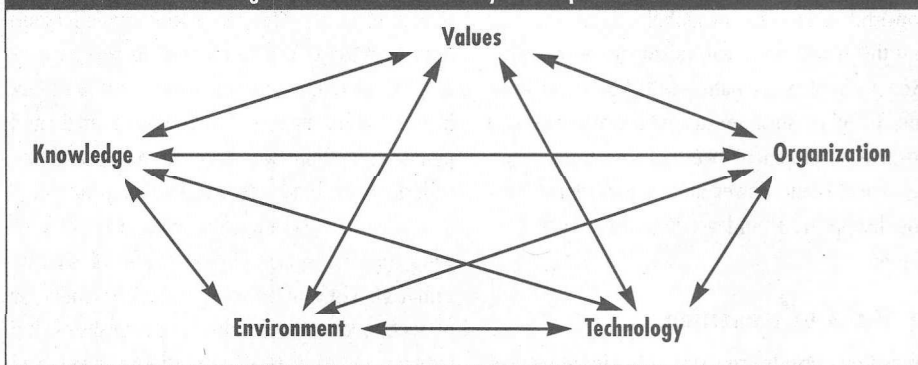 Values
Knowledge
Organization
Environment
Technology